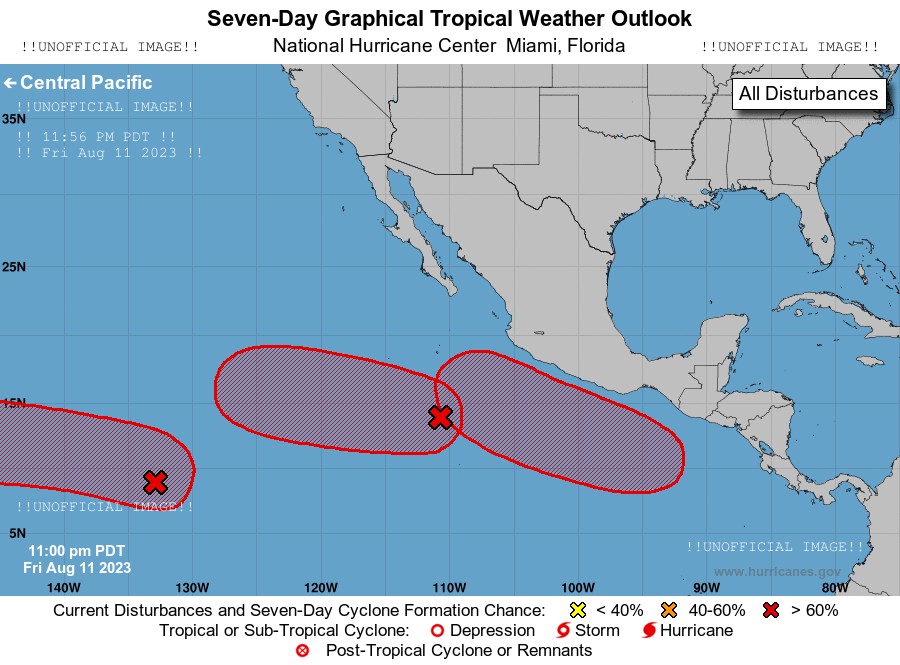 Seven-Day Graphical Tropical Weather Outlook
!!UNOFFICIAL IMAGE!! National Hurricane Center Miami, Florida !!UNOFFICIAL IMAGE!!
← Central Pacific
All Disturbances
!!UNOFFICIAL IMAGE!!
35N
!! 11:56 PM PDT !!
!! Fri Aug 11 2023 !!
25N
15N
!!UNOFFICIAL IMAGE!!
5N
!!UNOFFICIAL IMAGE!!
11:00 pm PDT
Fri Aug 11 2023
www.hurricanes.gov
140W 130W 120W 110W 100W 90W 80W
Current Disturbances and Seven-Day Cyclone Formation Chance: < 40% 40-60% > 60%
Tropical or Sub-Tropical Cyclone: Depression Storm Hurricane
Post-Tropical Cyclone or Remnants